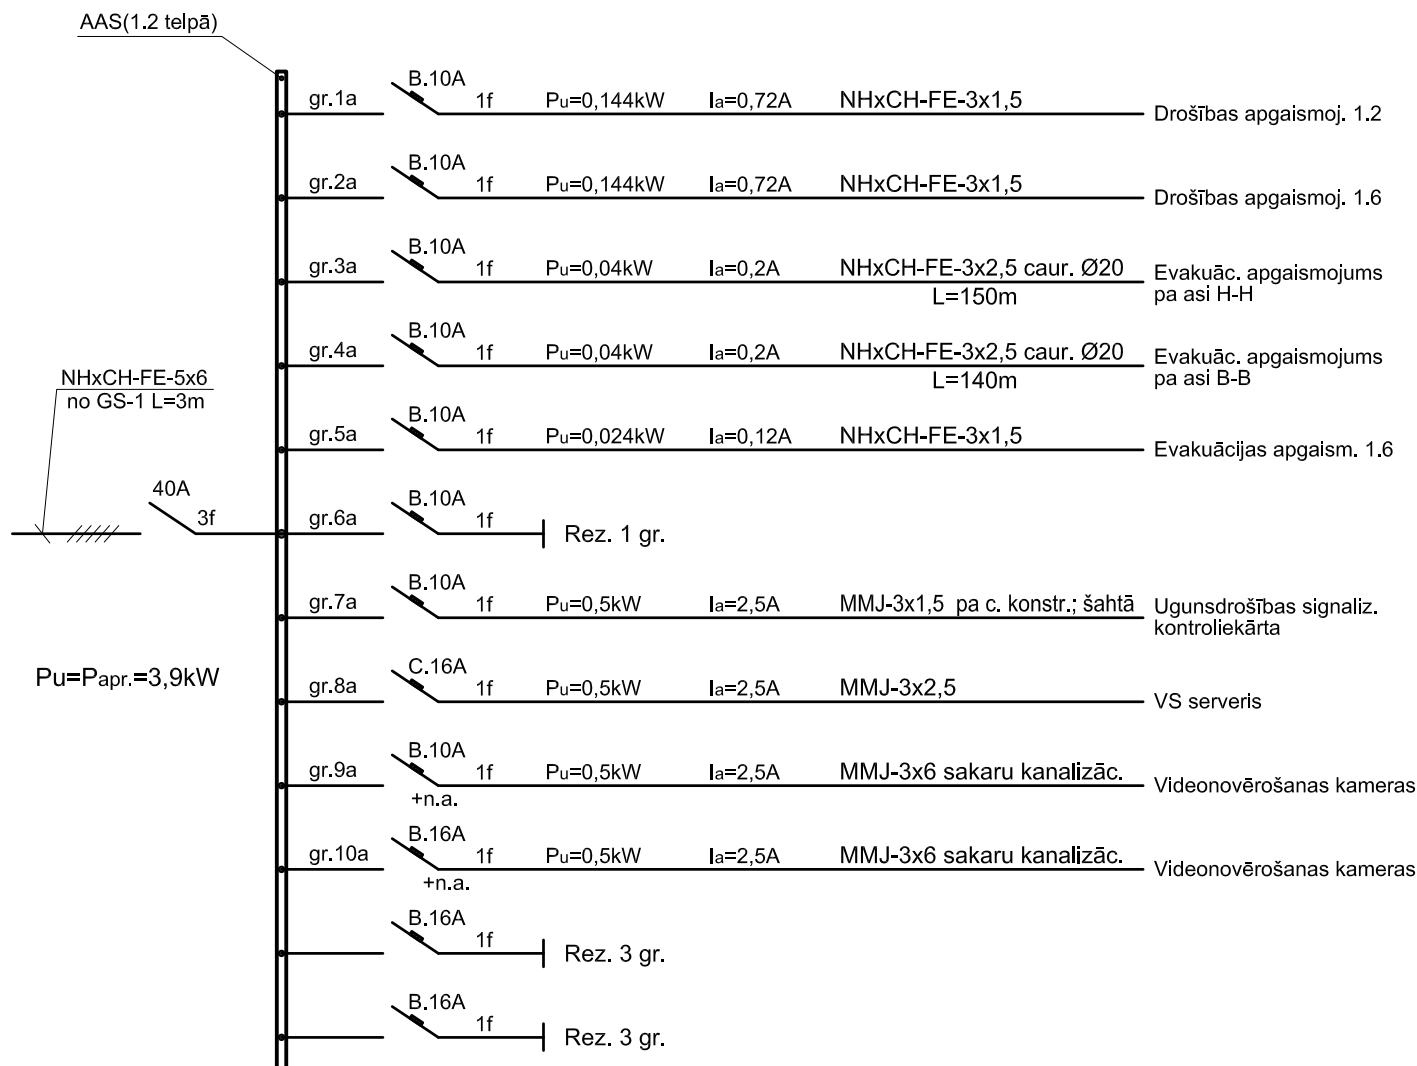 AAS(1.2 telpā)
gr.1a B.10A 1f Pu=0,144kW Ia=0,72A NHxCH-FE-3x1,5 Drošības apgaismoj. 1.2
gr.2a B.10A 1f Pu=0,144kW Ia=0,72A NHxCH-FE-3x1,5 Drošības apgaismoj. 1.6
gr.3a B.10A 1f Pu=0,04kW Ia=0,2A NHxCH-FE-3x2,5 caur. Ø20 Evakuāc. apgaismojums
L=150m pa asi H-H
gr.4a B.10A 1f Pu=0,04kW Ia=0,2A NHxCH-FE-3x2,5 caur. Ø20 Evakuāc. apgaismojums
L=140m pa asi B-B
NHxCH-FE-5x6
no GS-1 L=3m
gr.5a B.10A 1f Pu=0,024kW Ia=0,12A NHxCH-FE-3x1,5 Evakuācijas apgaism. 1.6
40A 3f
gr.6a B.10A 1f Rez. 1 gr.
gr.7a B.10A 1f Pu=0,5kW Ia=2,5A MMJ-3x1,5 pa c. konstr.; šahtā Ugunsdrošības signaliz.
kontroliekārta
Pu=Papr.=3,9kW
gr.8a C.16A 1f Pu=0,5kW Ia=2,5A MMJ-3x2,5 VS serveris
gr.9a B.10A 1f Pu=0,5kW Ia=2,5A MMJ-3x6 sakaru kanalizāc. Videonovērošanas kameras
+n.a.
gr.10a B.16A 1f Pu=0,5kW Ia=2,5A MMJ-3x6 sakaru kanalizāc. Videonovērošanas kameras
+n.a.
B.16A 1f Rez. 3 gr.
B.16A 1f Rez. 3 gr.